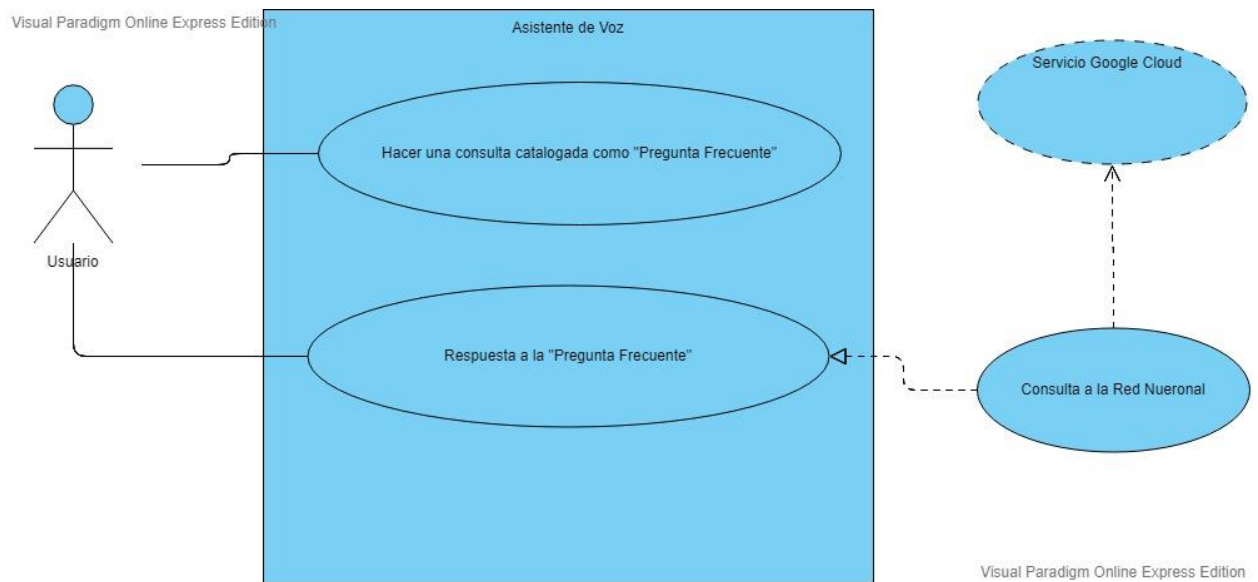 Visual Paradigm Online Express Edition
Asistente de Voz
Servicio Google Cloud
Hacer una consulta catalogada como "Pregunta Frecuente"
Usuario
Respuesta a la "Pregunta Frecuente"
Consulta a la Red Nueronal
Visual Paradigm Online Express Edition